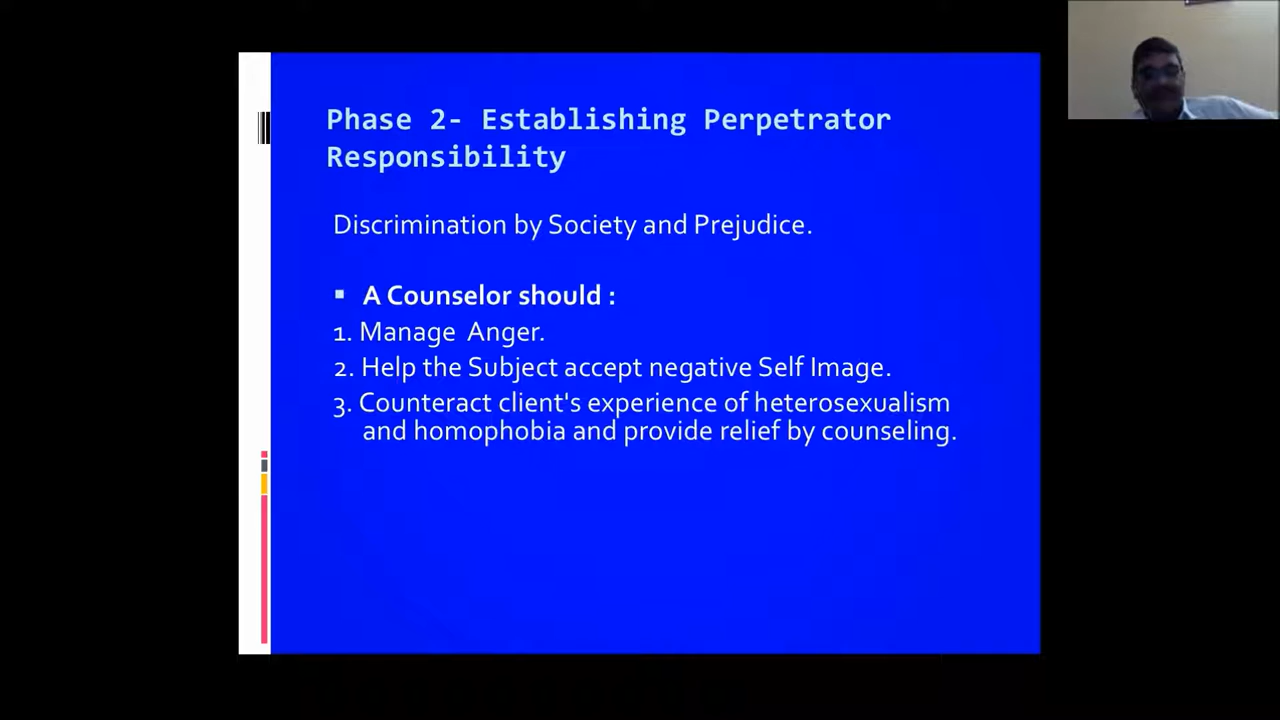 Phase 2- Establishing Perpetrator
Responsibility
Discrimination by Society and Prejudice.
▪ A Counselor should :
1. Manage Anger.
2. Help the Subject accept negative Self Image.
3. Counteract client's experience of heterosexualism
and homophobia and provide relief by counseling.